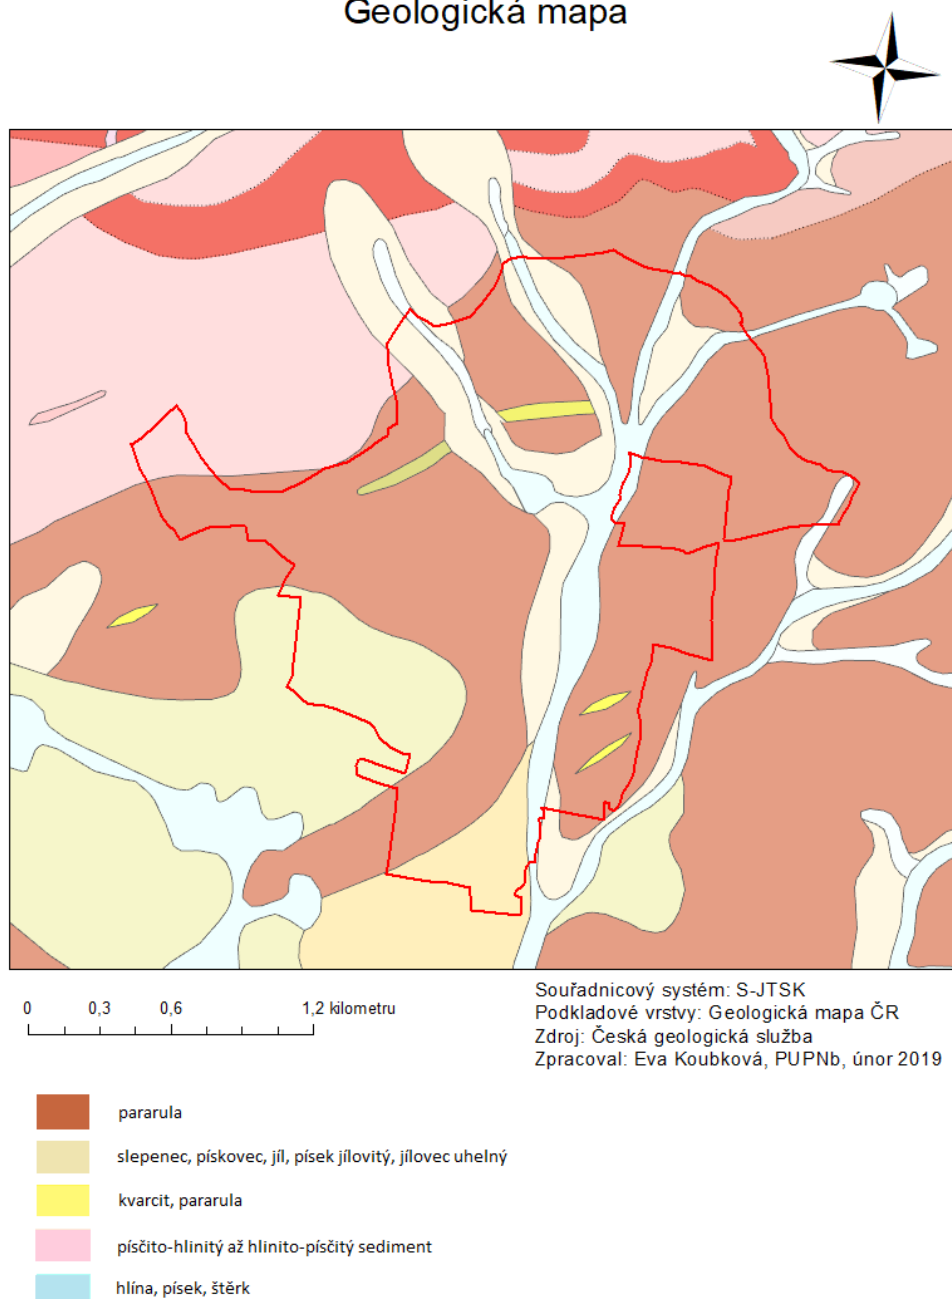 Geologická mapa
0 0,3 0,6 1,2 kilometru
Souřadnicový systém: S-JTSK
Podkladové vrstvy: Geologická mapa ČR
Zdroj: Česká geologická služba
Zpracoval: Eva Koubková, PUPNb, únor 2019
pararula
slepenec, pískovec, jíl, písek jílovitý, jílovec uhelný
kvarcit, pararula
písčito-hlinitý až hlinito-písčitý sediment
hlína, písek, štěrk